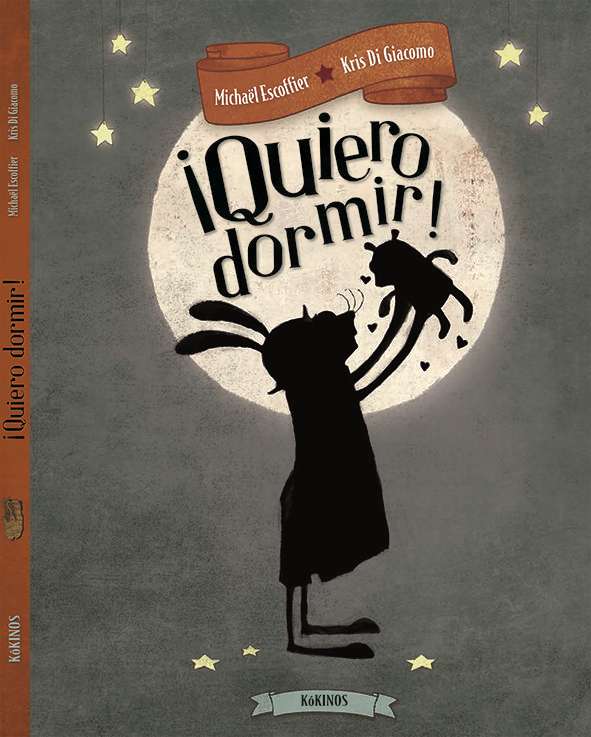 Michaël Escoffier ★ Kris Di Giacomo
¡Quiero
dormir!
KóKINOS
Michaël Escoffier Kris Di Giacomo
¡Quiero dormir!
KóKINOS